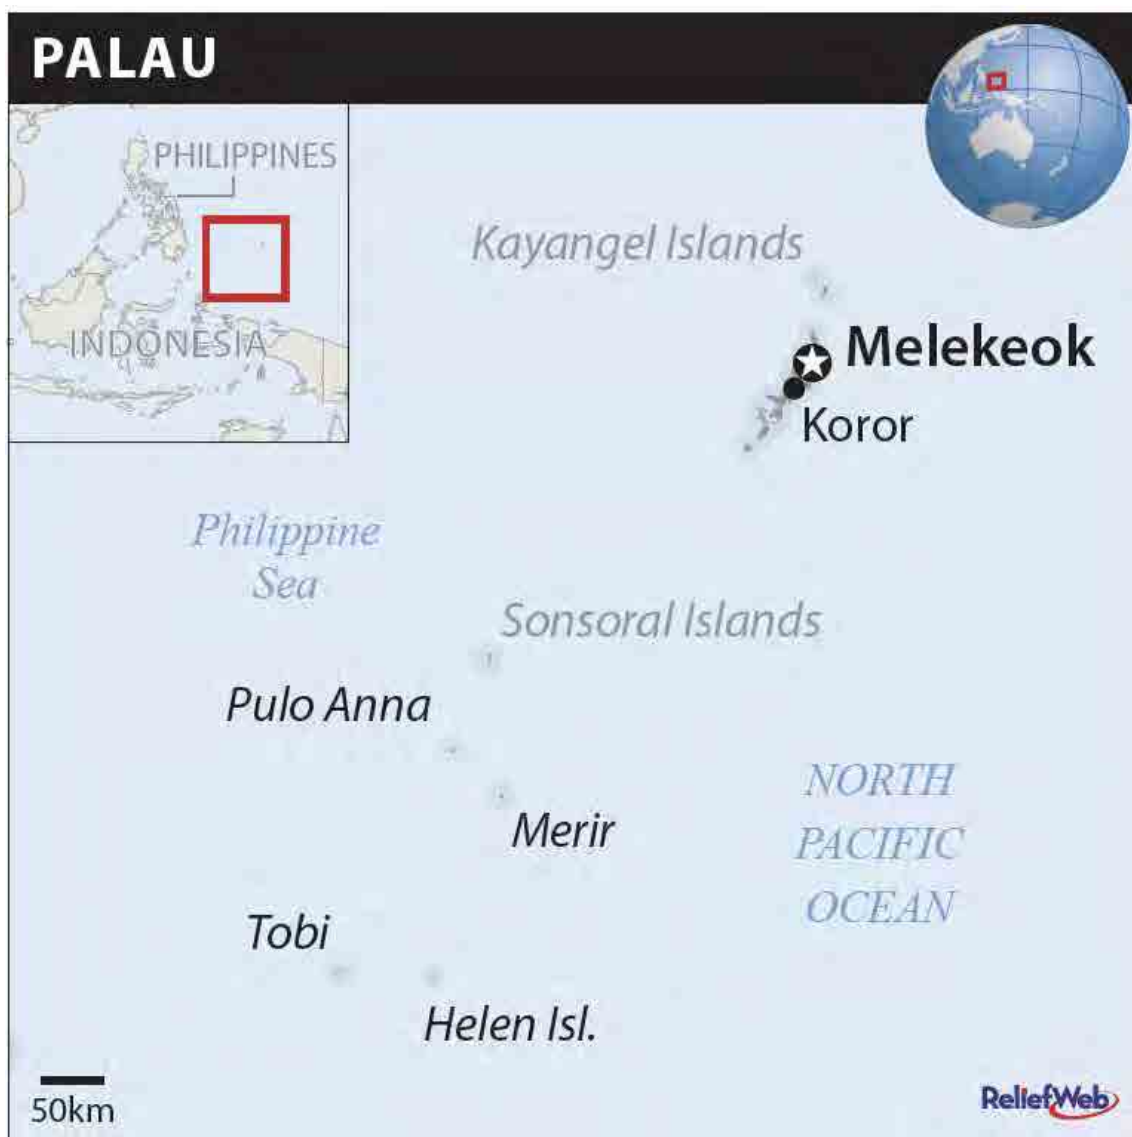 PALAU
PHILIPPINES
INDONESIA
A
Kayangel Islands
Melekeok
Koror
Philippine
Sea
Sonsoral Islands
Pulo Anna
Merir
NORTH
PACIFIC
OCEAN
Tobi
Helen Isl.
50km
ReliefWeb